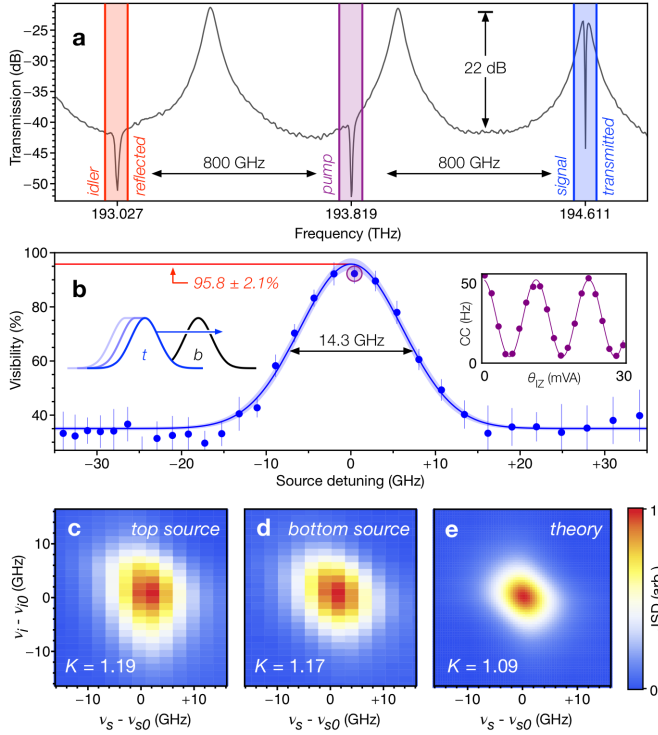 a
Transmission (dB)
−25
−30
−35
−40
−45
−50
idler
reflected
pump
signal
transmitted
22 dB
800 GHz
800 GHz
193.027
193.819
194.611
Frequency (THz)
b
Visibility (%)
100
80
60
40
95.8 ± 2.1%
t
b
14.3 GHz
CC (Hz)
50
0
0
30
θIZ (mVA)
−30
−20
−10
0
+10
+20
+30
Source detuning (GHz)
c
top source
K = 1.19
d
bottom source
K = 1.17
e
theory
K = 1.09
νi - νi0
(GHz)
+10
0
−10
−10
0
+10
νs - νs0 (GHz)
−10
0
+10
νs - νs0 (GHz)
−10
0
+10
νs - νs0 (GHz)
1
0
JSD (arb.)